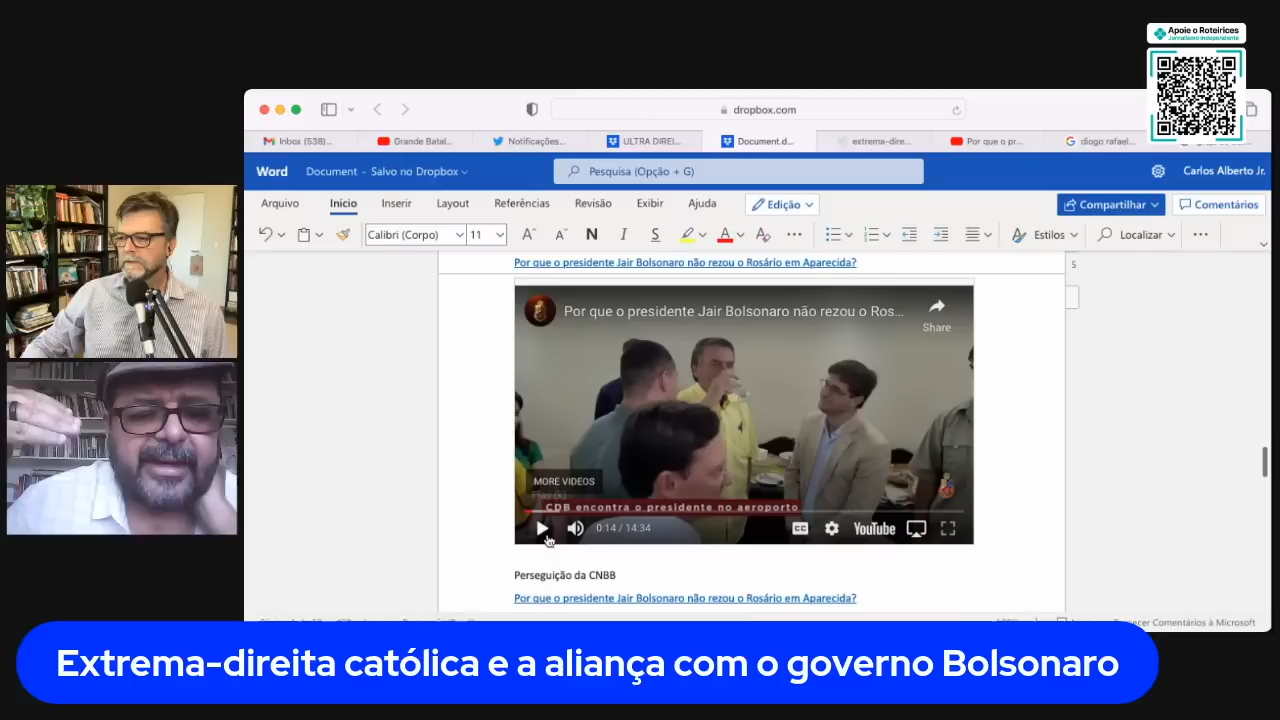 Apoie o Roteirices
Jornalismo Independente
dropbox.com
Inbox (538)...
Grande Batal...
Notificações...
ULTRA DIREI...
Document.d...
extrema-dire...
Por que o pr...
diogo rafael...
Word
Document - Salvo no Dropbox
Pesquisa (Opção + G)
Carlos Alberto Jr.
Arquivo
Início
Inserir
Layout
Referências
Revisão
Exibir
Ajuda
Edição
Compartilhar
Comentários
Calibri (Corpo)
11
A
A
N
I
S
A
Estilos
Localizar
Por que o presidente Jair Bolsonaro não rezou o Rosário em Aparecida?
5
Por que o presidente Jair Bolsonaro não rezou o Ros...
Share
MORE VIDEOS
Play (k)
CDB encontra o presidente no aeroporto
0:14 / 14:34
CC
YouTube
Perseguição da CNBB
Por que o presidente Jair Bolsonaro não rezou o Rosário em Aparecida?
Comentários à Microsoft
Extrema-direita católica e a aliança com o governo Bolsonaro